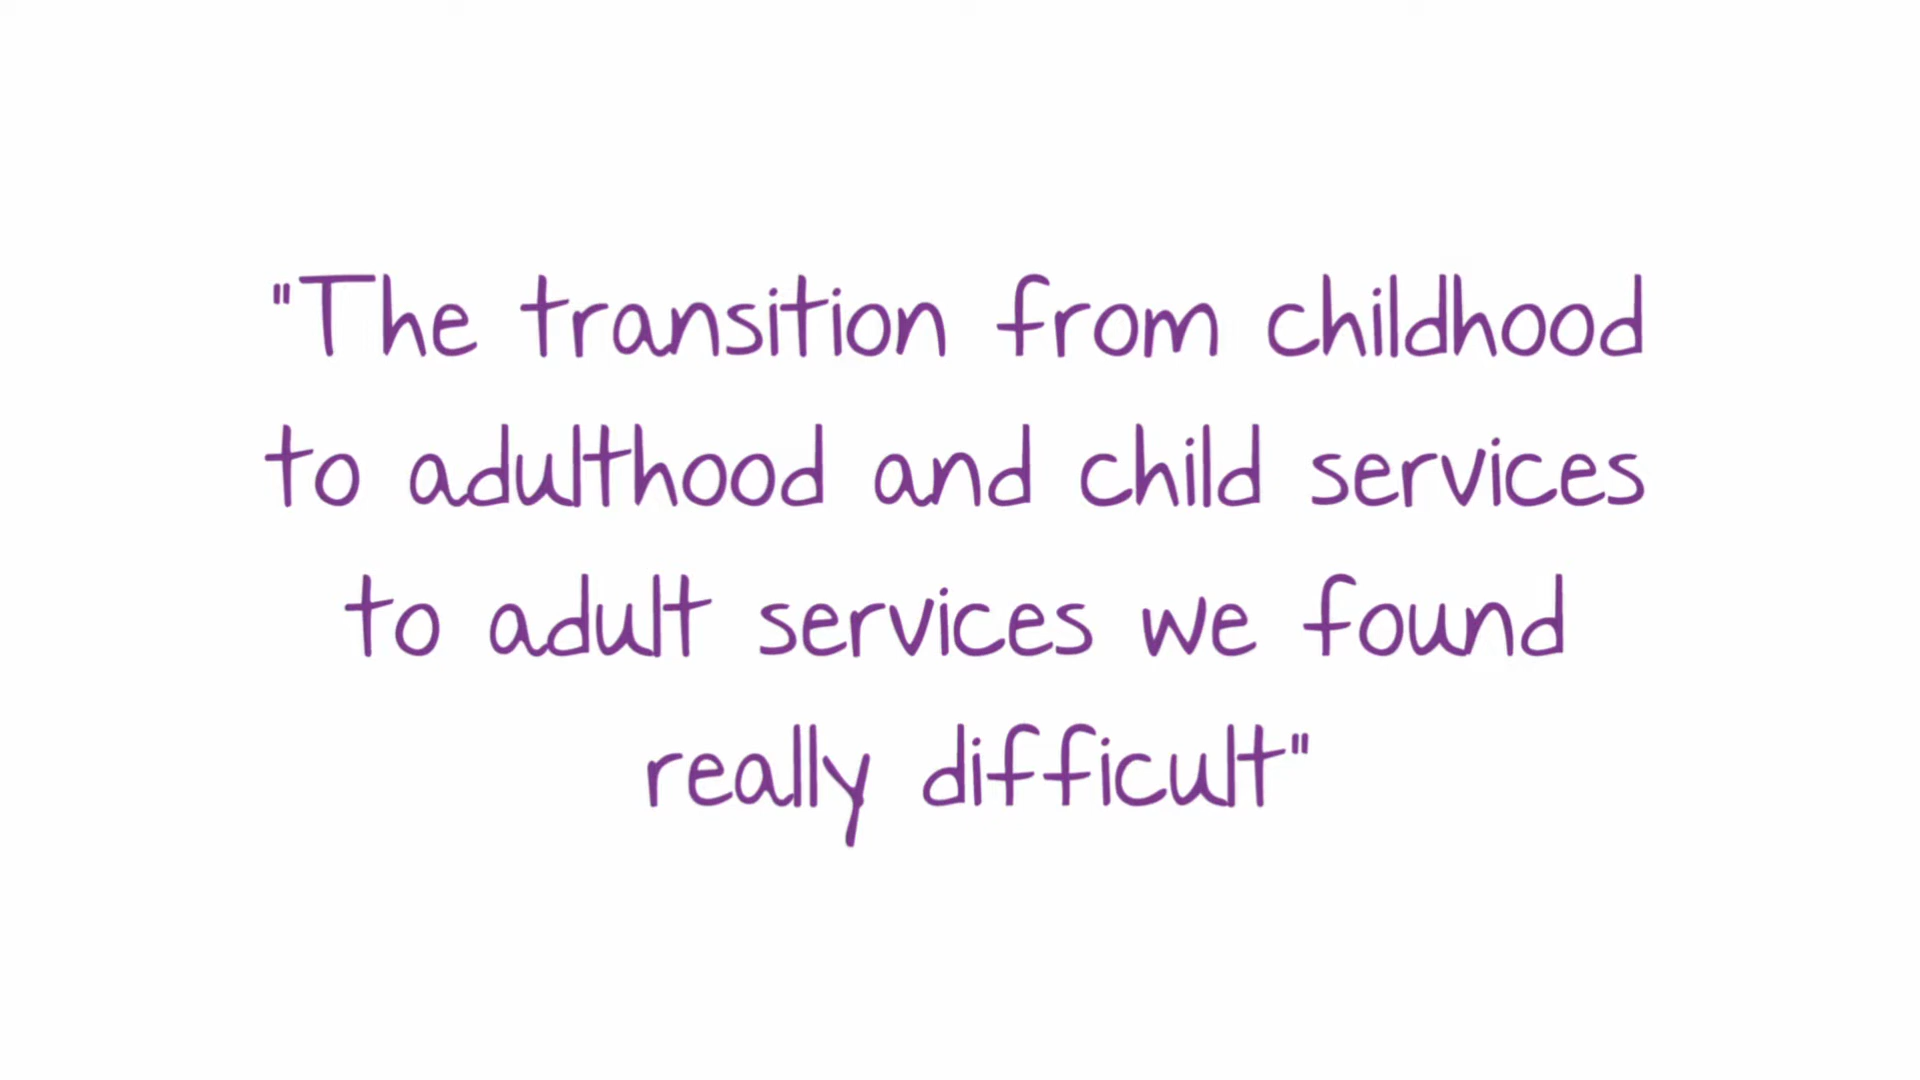 "The transition from childhood
to adulthood and child services
to adult services we found
really difficult"